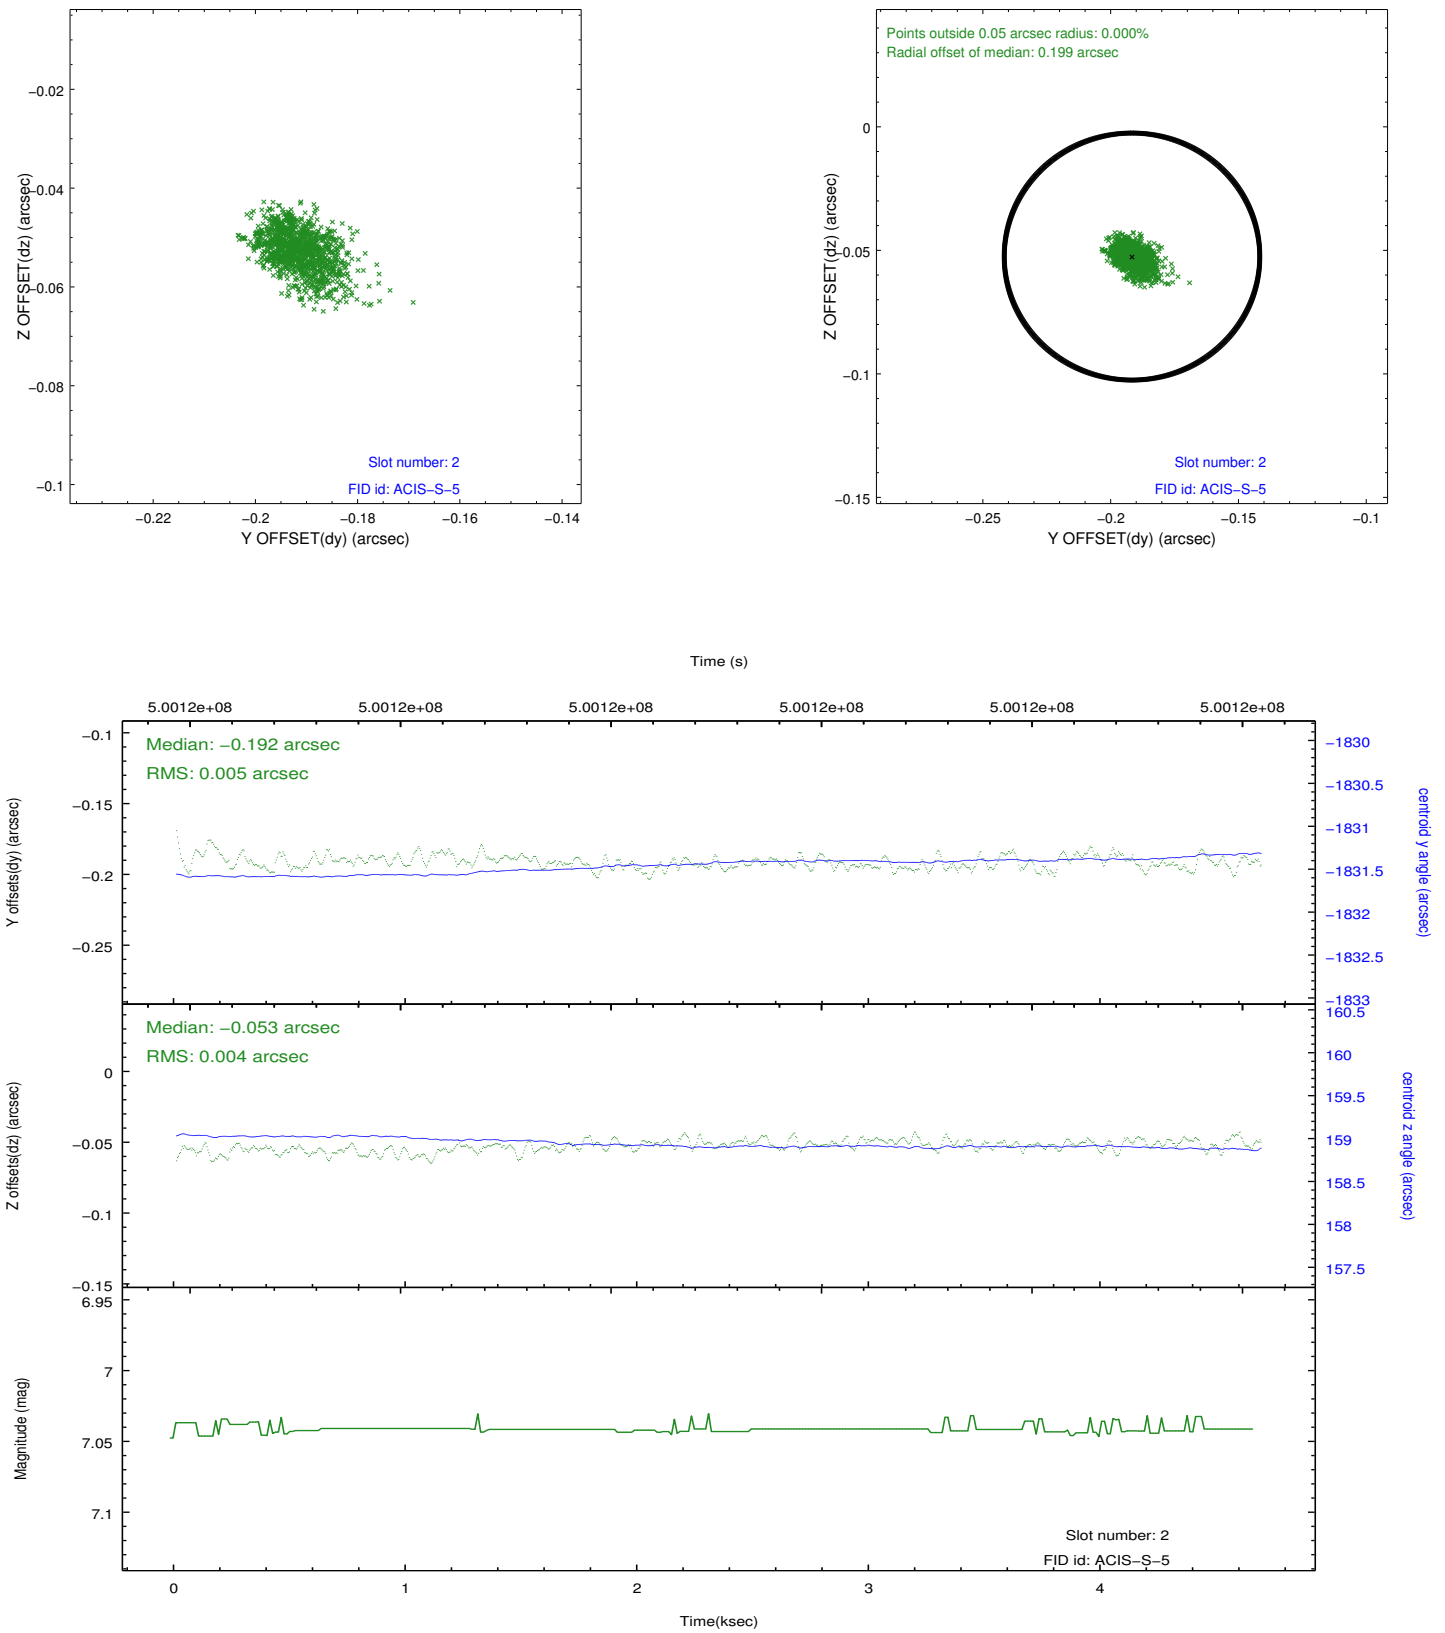 −0.02
−0.04
−0.06
−0.08
−0.1
Z OFFSET(dz) (arcsec)
Slot number: 2
FID id: ACIS−S−5
−0.22
−0.2
−0.18
−0.16
−0.14
Y OFFSET(dy) (arcsec)
Points outside 0.05 arcsec radius: 0.000%
Radial offset of median: 0.199 arcsec
0
−0.05
−0.1
−0.15
Z OFFSET(dz) (arcsec)
Slot number: 2
FID id: ACIS−S−5
−0.25
−0.2
−0.15
−0.1
Y OFFSET(dy) (arcsec)
Time (s)
5.0012e+08
5.0012e+08
5.0012e+08
5.0012e+08
5.0012e+08
5.0012e+08
Median: −0.192 arcsec
RMS: 0.005 arcsec
−0.1
−0.15
−0.2
−0.25
Y offsets(dy) (arcsec)
−1830
−1830.5
−1831
−1831.5
−1832
−1832.5
−1833
centroid y angle (arcsec)
Median: −0.053 arcsec
RMS: 0.004 arcsec
0
−0.05
−0.1
−0.15
Z offsets(dz) (arcsec)
160.5
160
159.5
159
158.5
158
157.5
centroid z angle (arcsec)
6.95
7
7.05
7.1
Magnitude (mag)
Slot number: 2
FID id: ACIS−S−5
0
1
2
3
4
Time(ksec)